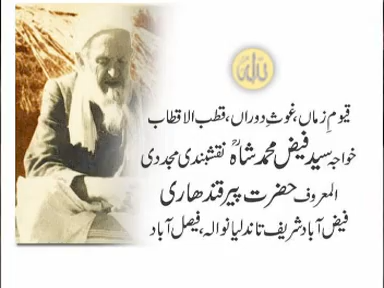 الله
قیومِ زماں، غوثِ دوراں، قطب الاقطاب
خواجہ سید فیض محمد شاہؒ نقشبندی مجددی
المعروف حضرت پیر قندھاری
فیض آباد شریف تاندلیانوالہ، فیصل آباد